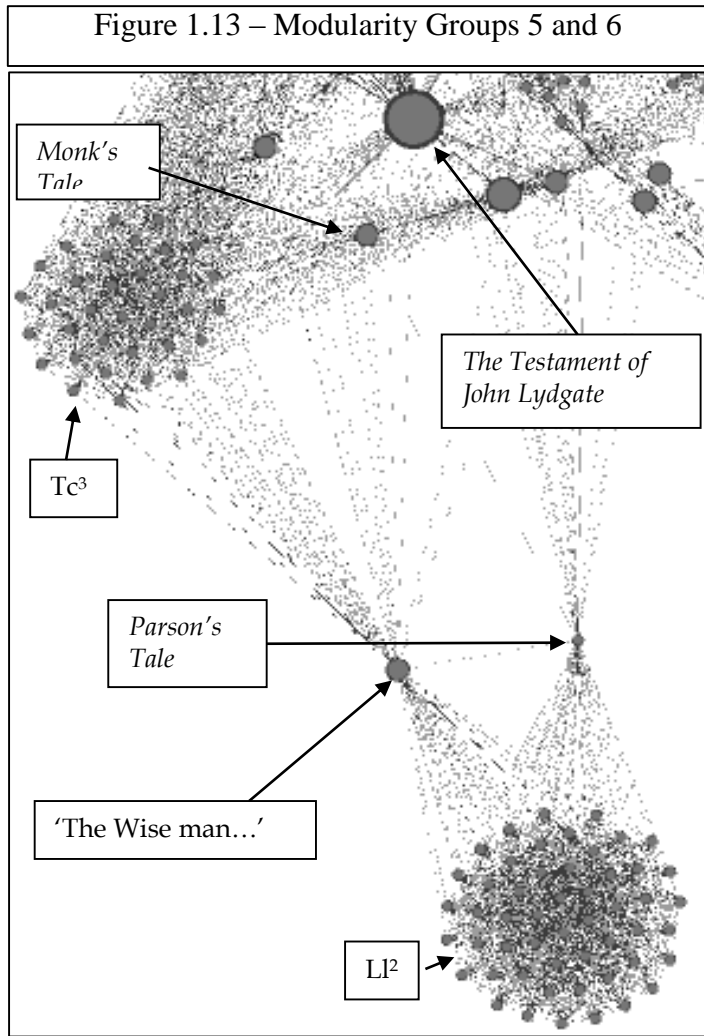 Figure 1.13 – Modularity Groups 5 and 6
Monk's
Tale
The Testament of
John Lydgate
Tc³
Parson's
Tale
'The Wise man…'
Ll²